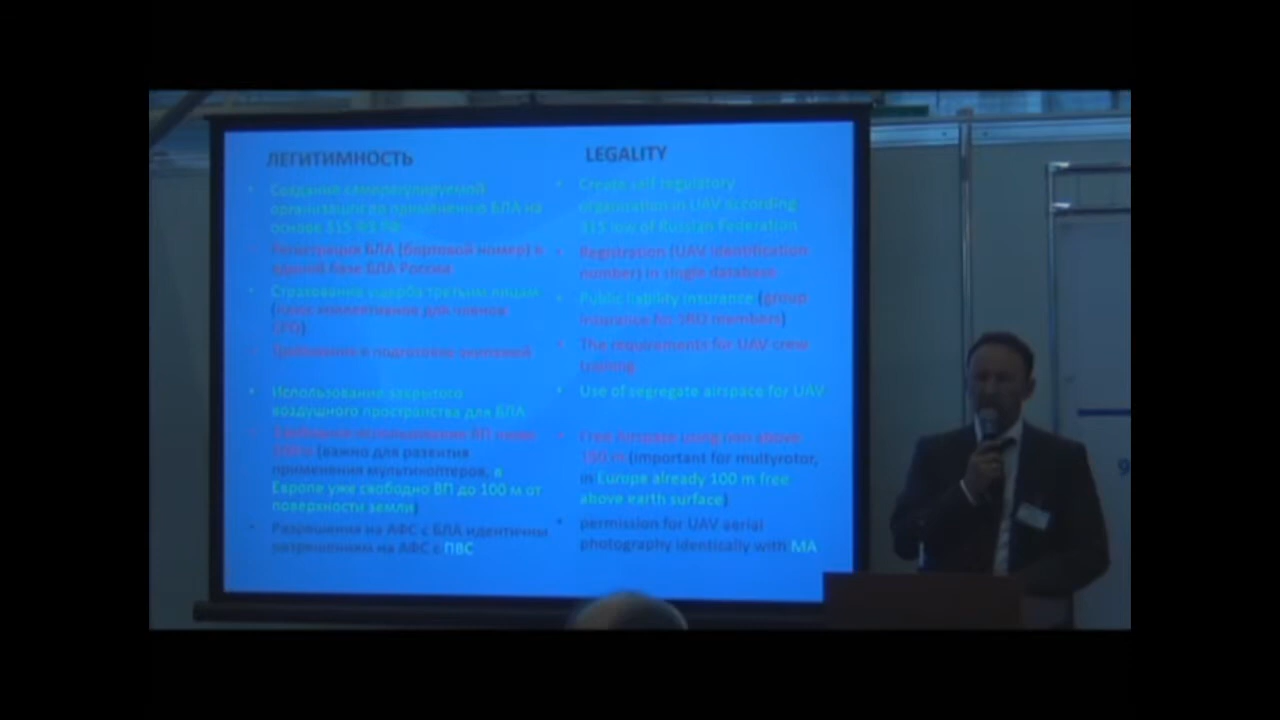 ЛЕГИТИМНОСТЬ
• Создание саморегулируемой
организации по применению БЛА на
основе 315 ФЗ РФ
• Регистрация БЛА (бортовой номер) в
единой базе БЛА России
• Страхование ущерба третьим лицам
для членов
• Требования к подготовке экипажей
• Использование закрытого
воздушного пространства для БЛА
• Свободное использование ВП
(важно для развития
применения мультикоптеров, в
Европе уже свободно ВП до 100 м от
поверхности земли)
• Разрешения на АФС с БЛА идентичны
разрешениям на АФС с ПВС
LEGALITY
• Create self regulatory
organization in UAV according
315 low of Russian Federation
• Registration (UAV identification
number) in single database
• Public liability insurance (group
insurance for SRO members)
• The requirements for UAV crew
training
• Use of segregate airspace for UAV
• Free Airspace using above
150 m (important for multyrotor,
in Europe already 100 m free
above earth surface)
• permission for UAV aerial
photography identically with MA